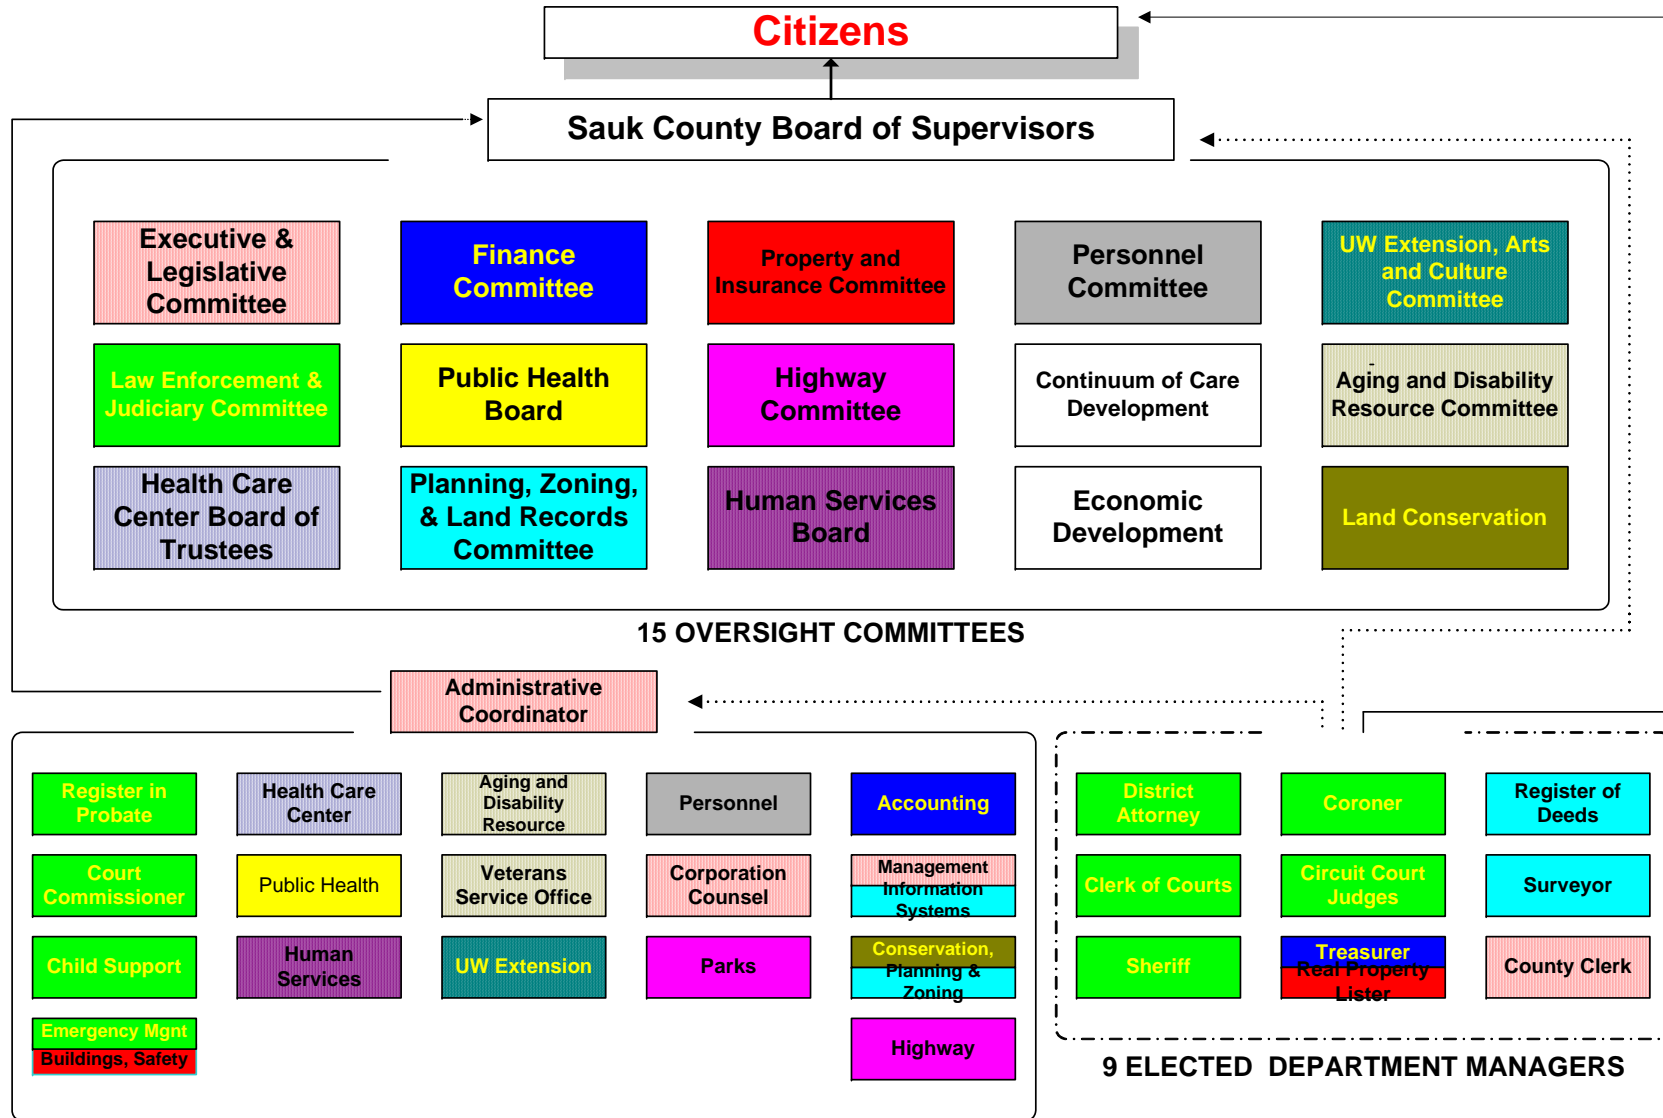 Citizens
Sauk County Board of Supervisors
Executive &
Legislative
Committee
Finance
Committee
Property and
Insurance Committee
Personnel
Committee
UW Extension, Arts
and Culture
Committee
Law Enforcement &
Judiciary Committee
Public Health
Board
Highway
Committee
Continuum of Care
Development
Aging and Disability
Resource Committee
Health Care
Center Board of
Trustees
Planning, Zoning,
& Land Records
Committee
Human Services
Board
Economic
Development
Land Conservation
15 OVERSIGHT COMMITTEES
Administrative
Coordinator
Register in
Probate
Health Care
Center
Aging and
Disability
Resource
Personnel
Accounting
Court
Commissioner
Public Health
Veterans
Service Office
Corporation
Counsel
Management
Information
Systems
Child Support
Human
Services
UW Extension
Parks
Conservation,
Planning &
Zoning
Emergency Mgnt
Buildings, Safety
Highway
District
Attorney
Coroner
Register of
Deeds
Clerk of Courts
Circuit Court
Judges
Surveyor
Sheriff
Treasurer
Real Property
Lister
County Clerk
9 ELECTED DEPARTMENT MANAGERS